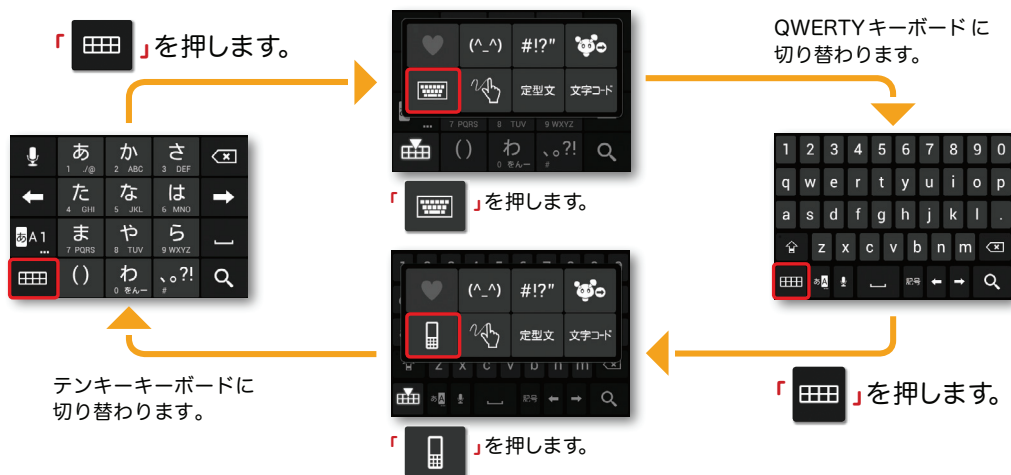 「 」を押します。
(^_^) #!?" 
定型文 文字コード
... 7 PQRS 8 TUV 9 WXYZ
() わ 、。?!
0 をんー #
「 」を押します。
QWERTYキーボードに
切り替わります。
あ か さ
1 ./@ 2 ABC 3 DEF
た な は
4 GHI 5 JKL 6 MNO
あA1 ま や ら
... 7 PQRS 8 TUV 9 WXYZ
() わ 、。?!
0 をんー #
1 2 3 4 5 6 7 8 9 0
q w e r t y u i o p
a s d f g h j k l .
z x c v b n m
あA 記号
(^_^) #!?"
定型文 文字コード
z x c v b n m
あA 記号
「 」を押します。
テンキーキーボードに
切り替わります。
「 」を押します。